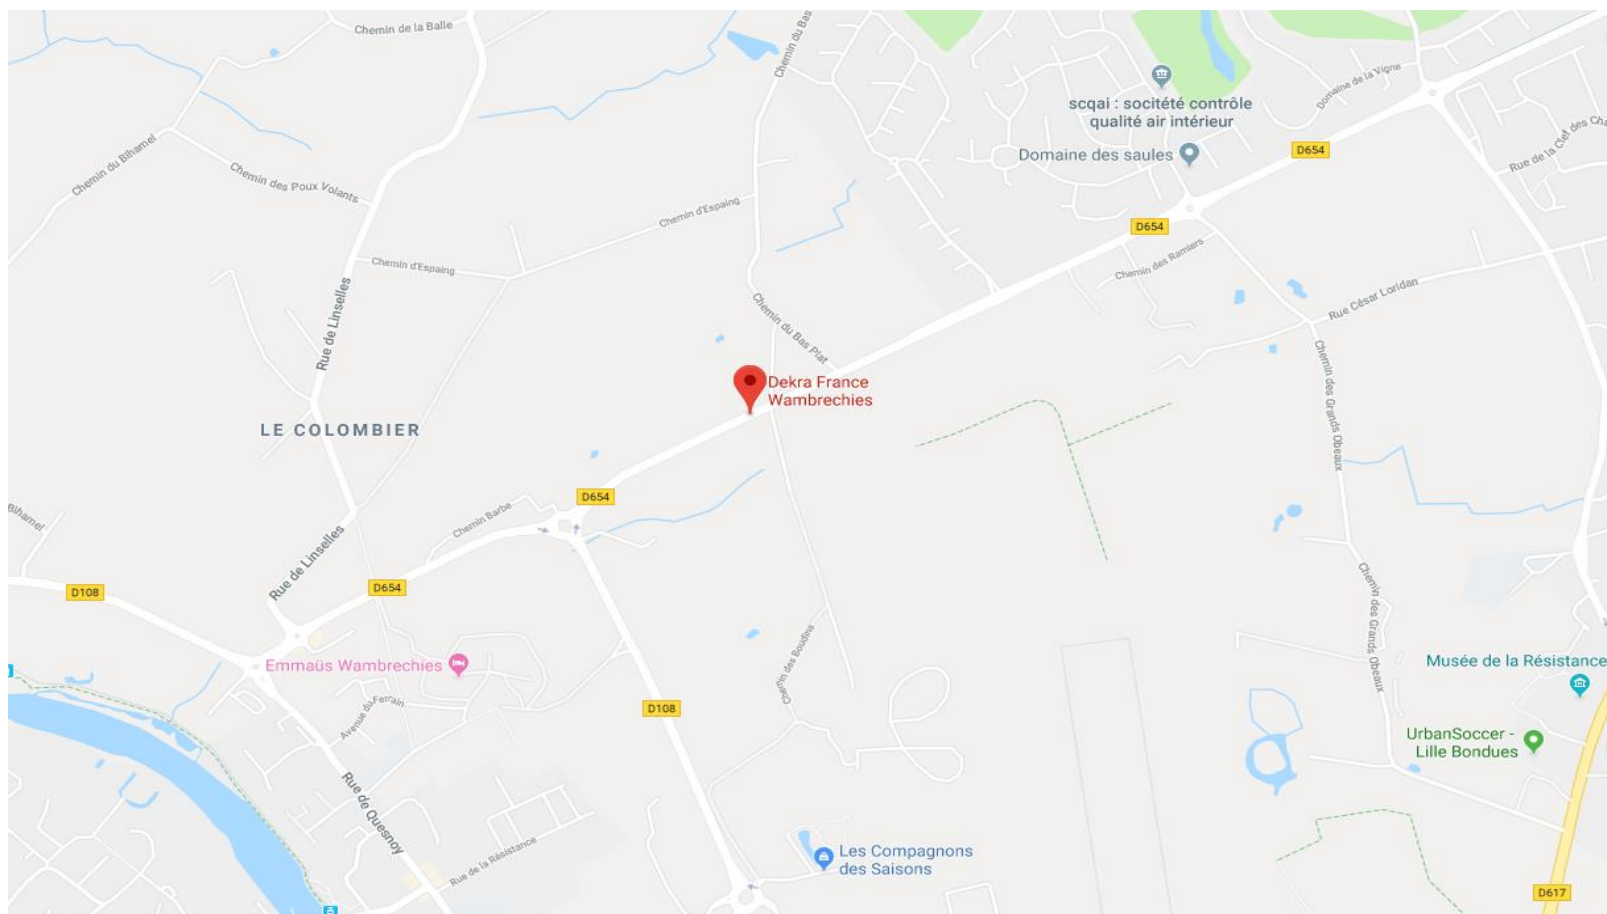 Chemin de la Balle
Chemin du Bas
scqai : socitété contrôle
qualité air intérieur
Domaine de la Vigne
Domaine des saules
D654
Rue de la Clef des Cha
Chemin du Bihamel
Chemin des Poux Volants
Chemin d'Espaing
D654
Chemin d'Espaing
Chemin des Ramiers
Rue de Linselles
Chemin du Bas Plat
Rue César Loridan
Dekra France
Wambrechies
Chemin des Grands Obeaux
LE COLOMBIER
D654
Bihamel
Chemin Barbe
Rue de Linselles
D654
D108
Chemin des Grands Obeaux
Emmaüs Wambrechies
Chemin des Boudins
Musée de la Résistance
Avenue du Ferrain
D108
UrbanSoccer -
Lille Bondues
Rue de Quesnoy
Rue de la Résistance
Les Compagnons
des Saisons
D617